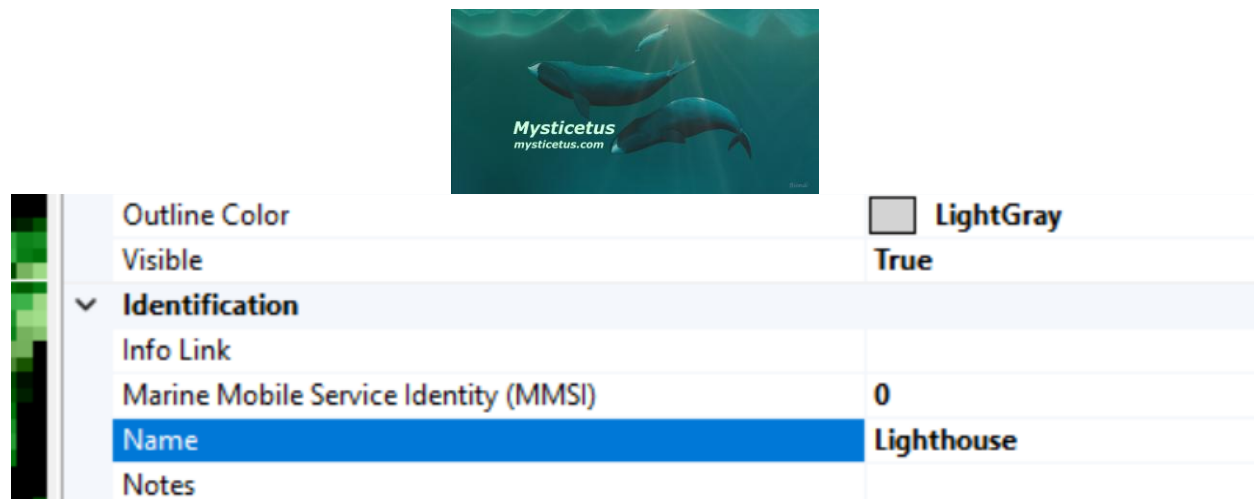 Mysticetus
mysticetus.com
Outline Color LightGray
Visible True
Identification
Info Link
Marine Mobile Service Identity (MMSI) 0
Name Lighthouse
Notes